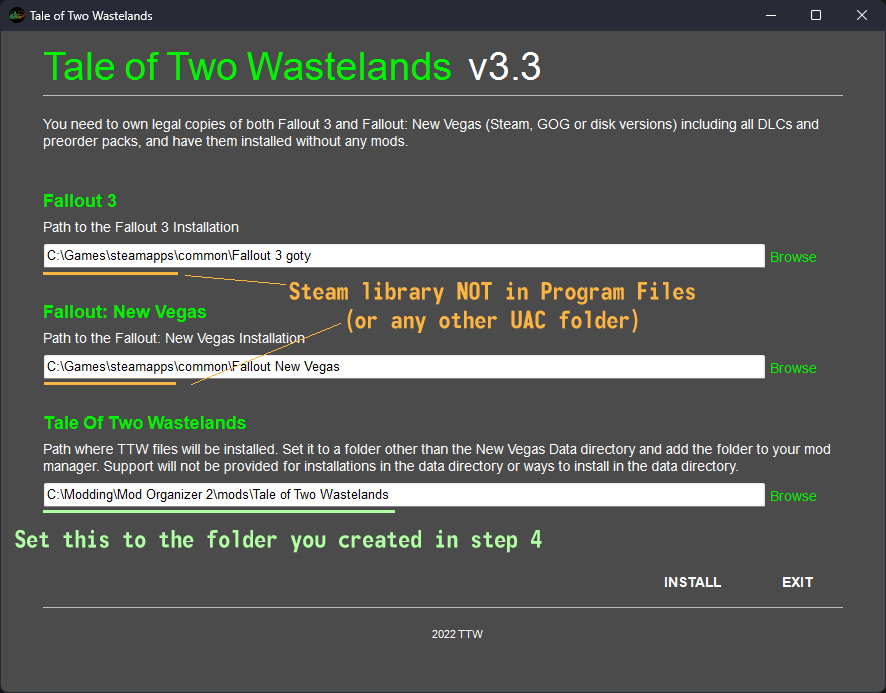 Tale of Two Wastelands
Tale of Two Wastelands v3.3
You need to own legal copies of both Fallout 3 and Fallout: New Vegas (Steam, GOG or disk versions) including all DLCs and
preorder packs, and have them installed without any mods.
Fallout 3
Path to the Fallout 3 Installation
C:\Games\steamapps\common\Fallout 3 goty
Browse
Steam library NOT in Program Files
(or any other UAC folder)
Fallout: New Vegas
Path to the Fallout: New Vegas Installation
C:\Games\steamapps\common\Fallout New Vegas
Browse
Tale Of Two Wastelands
Path where TTW files will be installed. Set it to a folder other than the New Vegas Data directory and add the folder to your mod
manager. Support will not be provided for installations in the data directory or ways to install in the data directory.
C:\Modding\Mod Organizer 2\mods\Tale of Two Wastelands
Browse
Set this to the folder you created in step 4
INSTALL
EXIT
2022 TTW